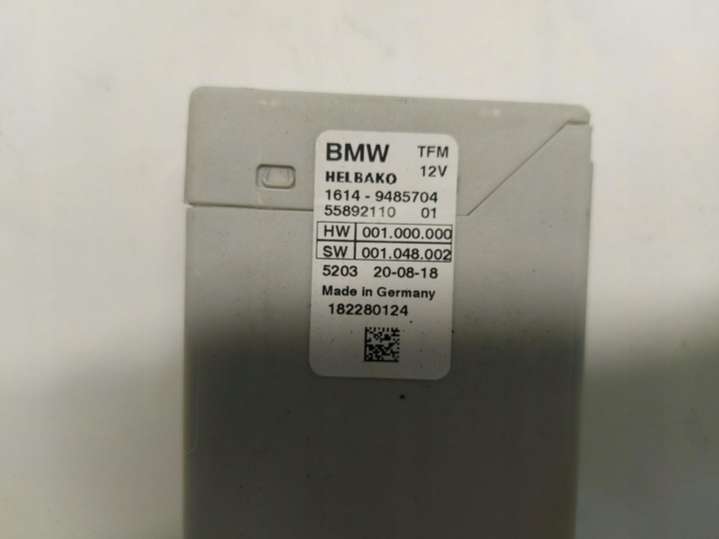 BMW TFM
HELBAKO 12V
1614 - 9485704
55892110 01
HW 001.000.000
SW 001.048.002
5203 20-08-18
Made in Germany
182280124